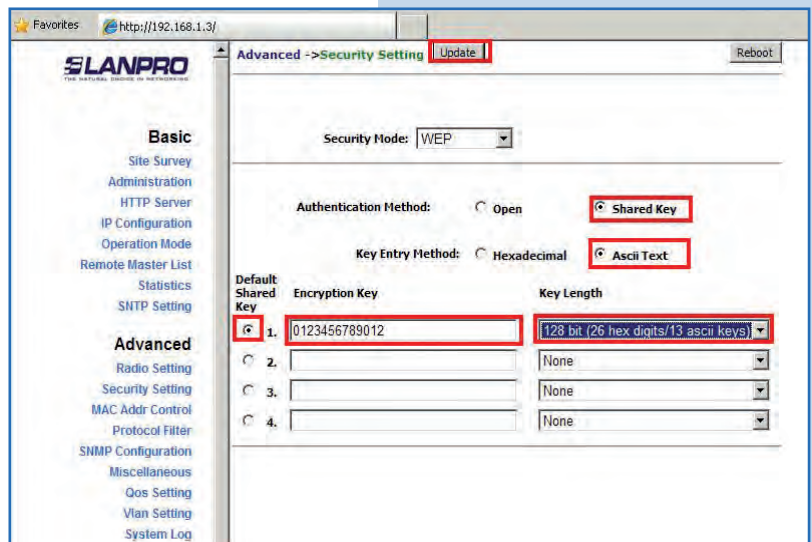 Favorites
http://192.168.1.3/
LANPRO
THE NATURAL CHOICE IN NETWORKING
Advanced ->Security Setting Update Reboot
Security Mode: WEP
Authentication Method: Open Shared Key
Key Entry Method: Hexadecimal Ascii Text
Default Shared Key
Encryption Key
Key Length
1. 0123456789012 128 bit (26 hex digits/13 ascii keys)
2. None
3. None
4. None
Basic
Site Survey
Administration
HTTP Server
IP Configuration
Operation Mode
Remote Master List
Statistics
SNTP Setting
Advanced
Radio Setting
Security Setting
MAC Addr Control
Protocol Filter
SNMP Configuration
Miscellaneous
Qos Setting
Vlan Setting
System Log